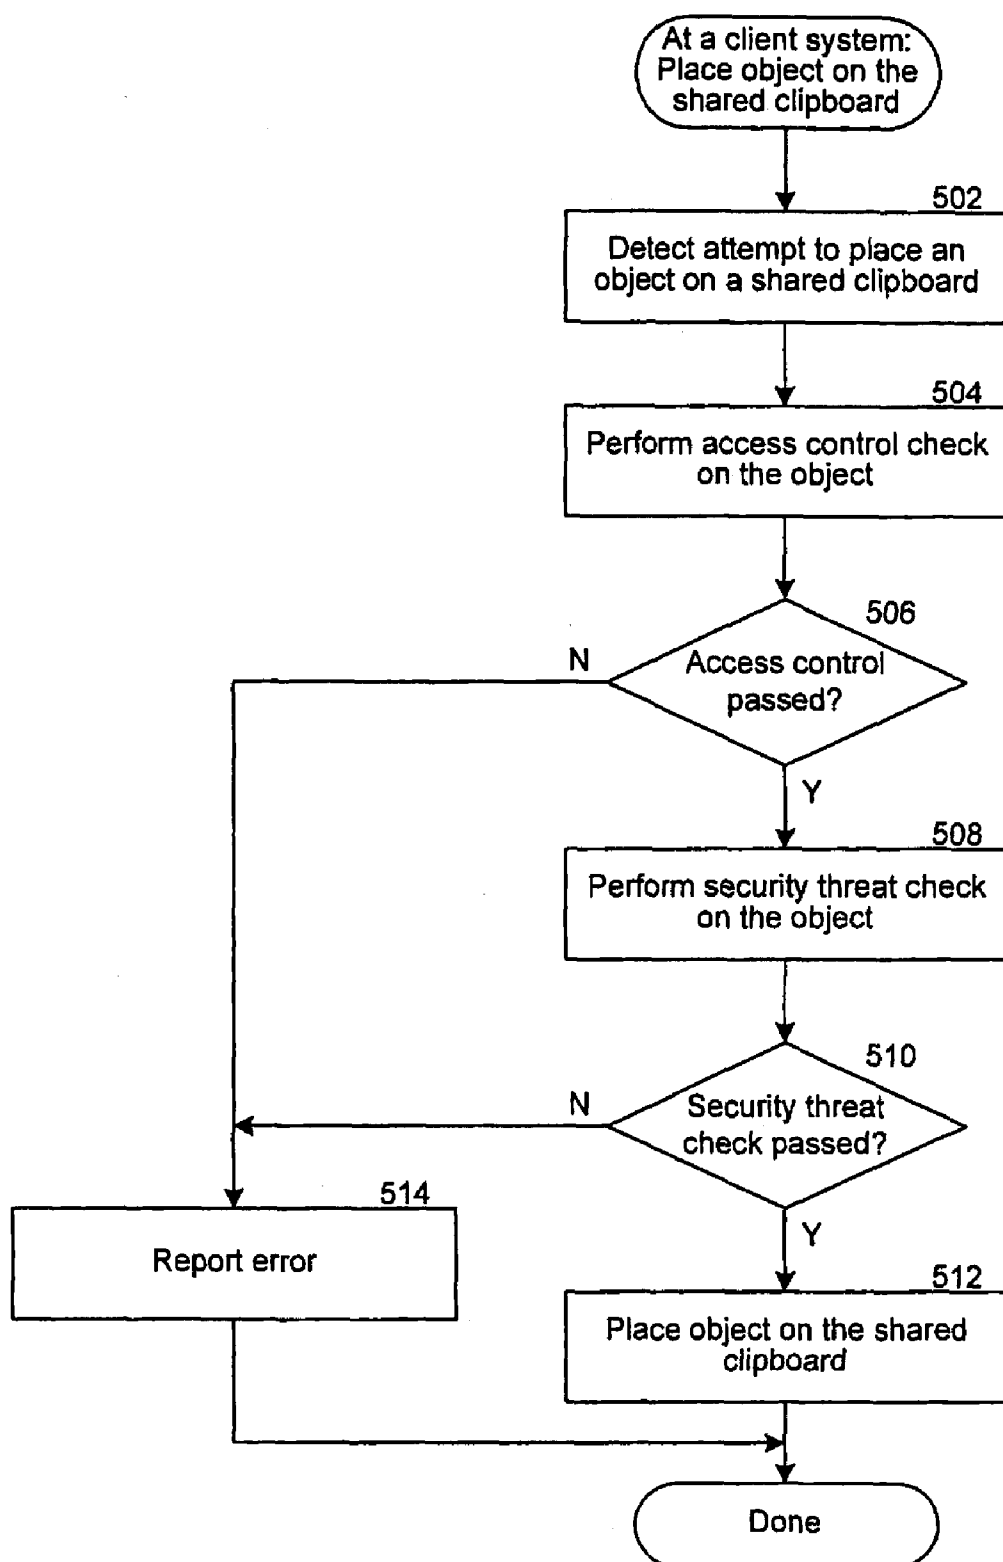 At a client system:
Place object on the
shared clipboard
502
Detect attempt to place an
object on a shared clipboard
504
Perform access control check
on the object
506
N
Access control
passed?
Y
508
Perform security threat check
on the object
510
N
Security threat
check passed?
514
Y
Report error
512
Place object on the shared
clipboard
Done